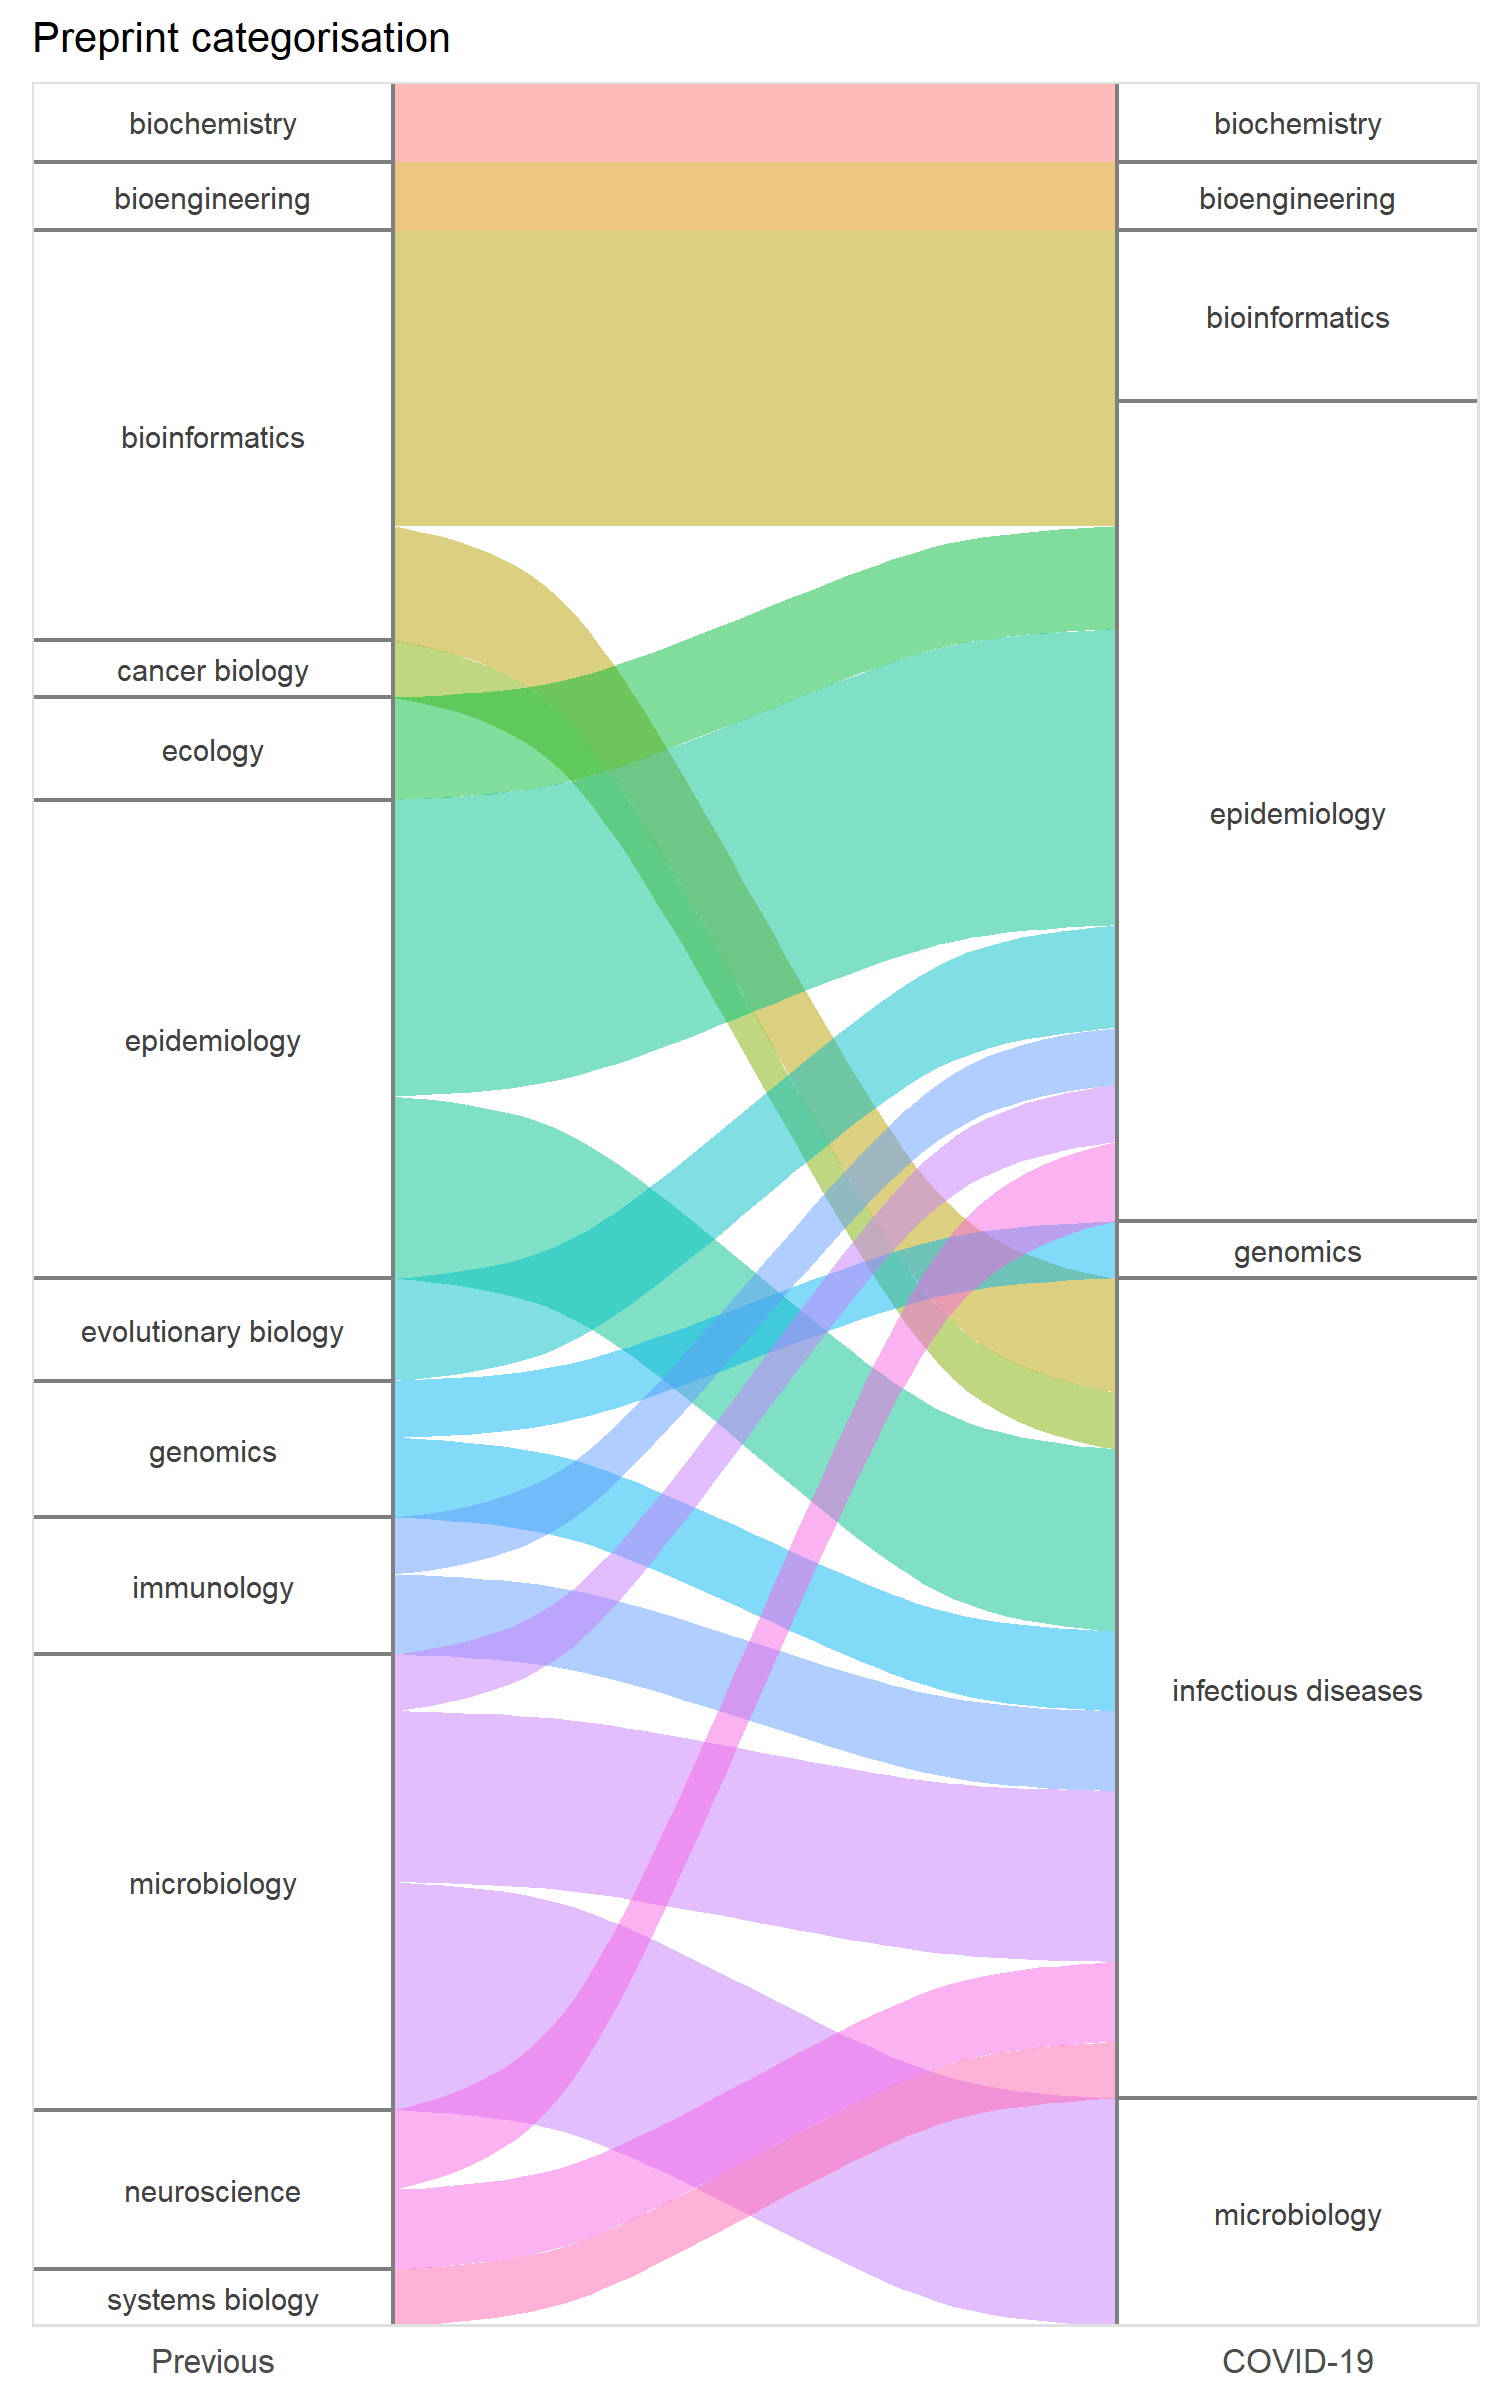 Preprint categorisation
biochemistry
bioengineering
bioinformatics
cancer biology
ecology
epidemiology
evolutionary biology
genomics
immunology
microbiology
neuroscience
systems biology
Previous
biochemistry
bioengineering
bioinformatics
epidemiology
genomics
infectious diseases
microbiology
COVID-19